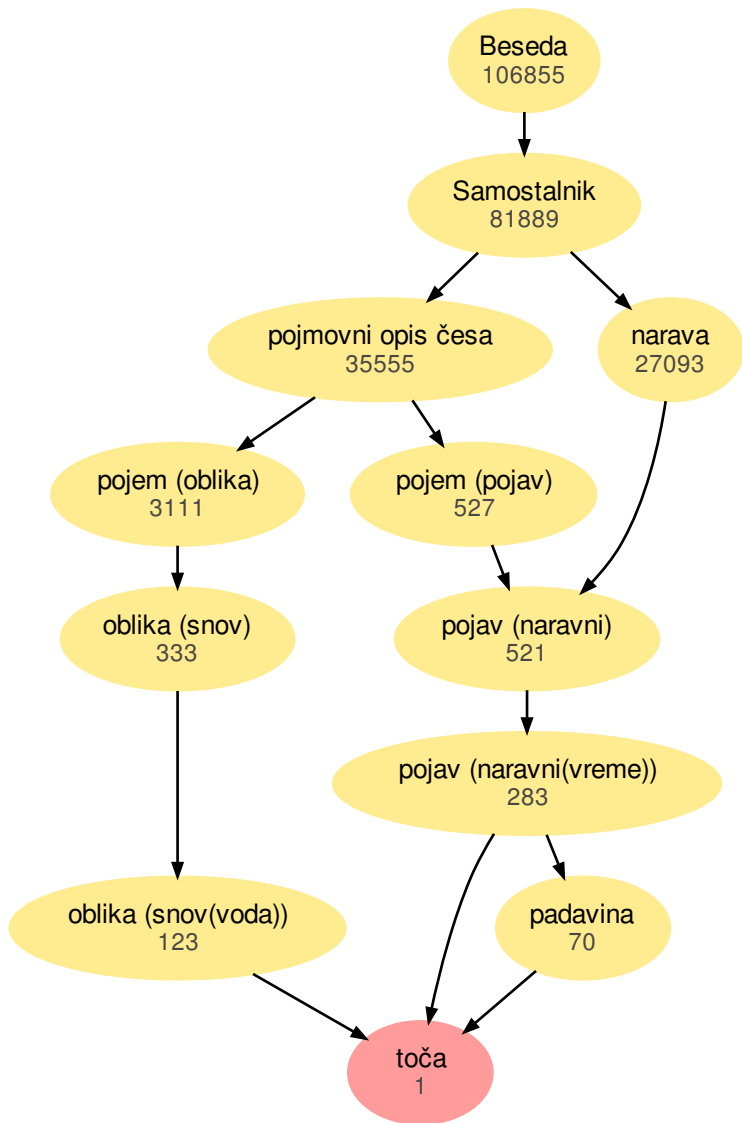 Beseda
106855
Samostalnik
81889
pojmovni opis česa
35555
narava
27093
pojem (oblika)
3111
pojem (pojav)
527
oblika (snov)
333
pojav (naravni)
521
pojav (naravni(vreme))
283
oblika (snov(voda))
123
padavina
70
toča
1